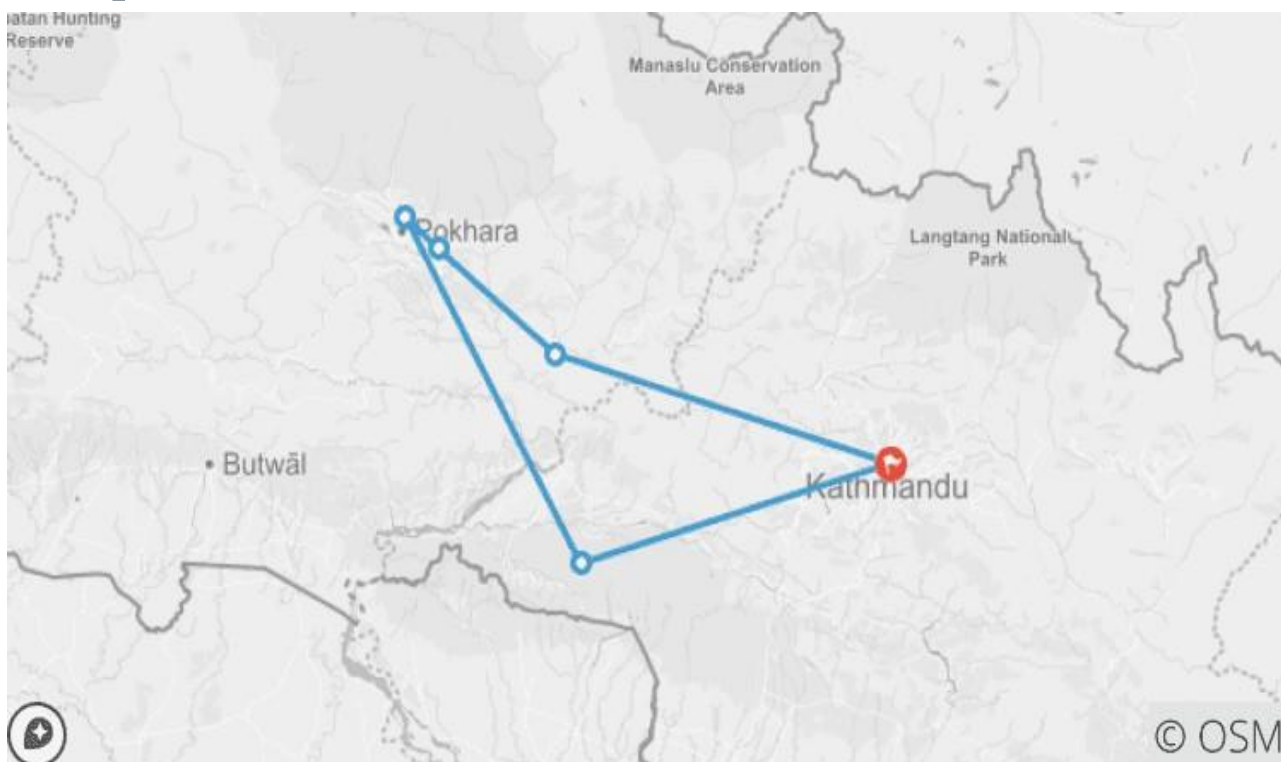 atan Hunting
Reserve
Manaslu Conservation
Area
Pokhara
Langtang National
Park
Butwāl
Kathmandu
© OSM